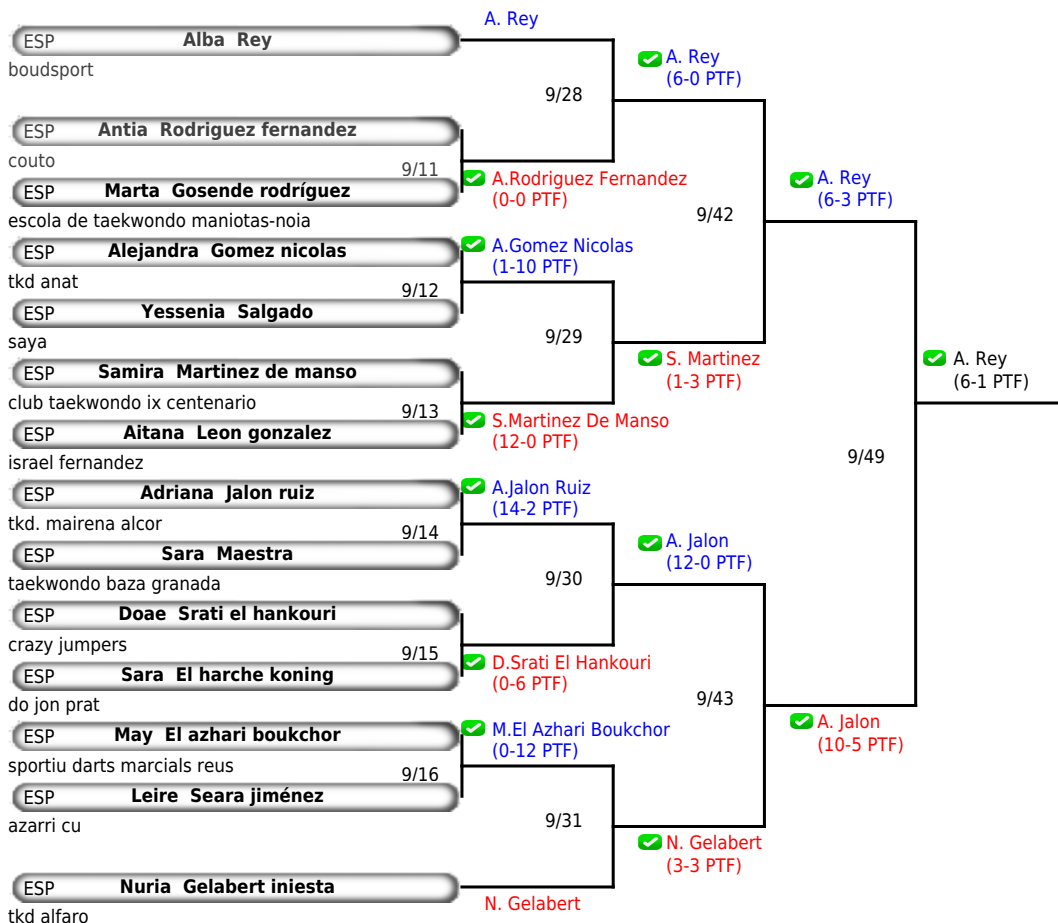 A. Rey
ESP Alba Rey
boudsport
A. Rey
(6-0 PTF)
9/28
ESP Antia Rodriguez fernandez
couto
9/11
A.Rodriguez Fernandez
(0-0 PTF)
ESP Marta Gosende rodríguez
escola de taekwondo maniotas-noia
A. Rey
(6-3 PTF)
9/42
ESP Alejandra Gomez nicolas
A.Gomez Nicolas
(1-10 PTF)
tkd anat
9/12
ESP Yessenia Salgado
saya
9/29
S. Martinez
(1-3 PTF)
A. Rey
(6-1 PTF)
ESP Samira Martinez de manso
club taekwondo ix centenario
9/13
S.Martinez De Manso
(12-0 PTF)
ESP Aitana Leon gonzalez
israel fernandez
9/49
ESP Adriana Jalon ruiz
A.Jalon Ruiz
(14-2 PTF)
tkd. mairena alcor
9/14
ESP Sara Maestra
taekwondo baza granada
A. Jalon
(12-0 PTF)
9/30
ESP Doae Srati el hankouri
crazy jumpers
9/15
D.Srati El Hankouri
(0-6 PTF)
ESP Sara El harche koning
do jon prat
9/43
A. Jalon
(10-5 PTF)
ESP May El azhari boukchor
M.El Azhari Boukchor
(0-12 PTF)
sportiu darts marcials reus
9/16
ESP Leire Seara jiménez
azarri cu
9/31
N. Gelabert
(3-3 PTF)
ESP Nuria Gelabert iniesta
N. Gelabert
tkd alfaro